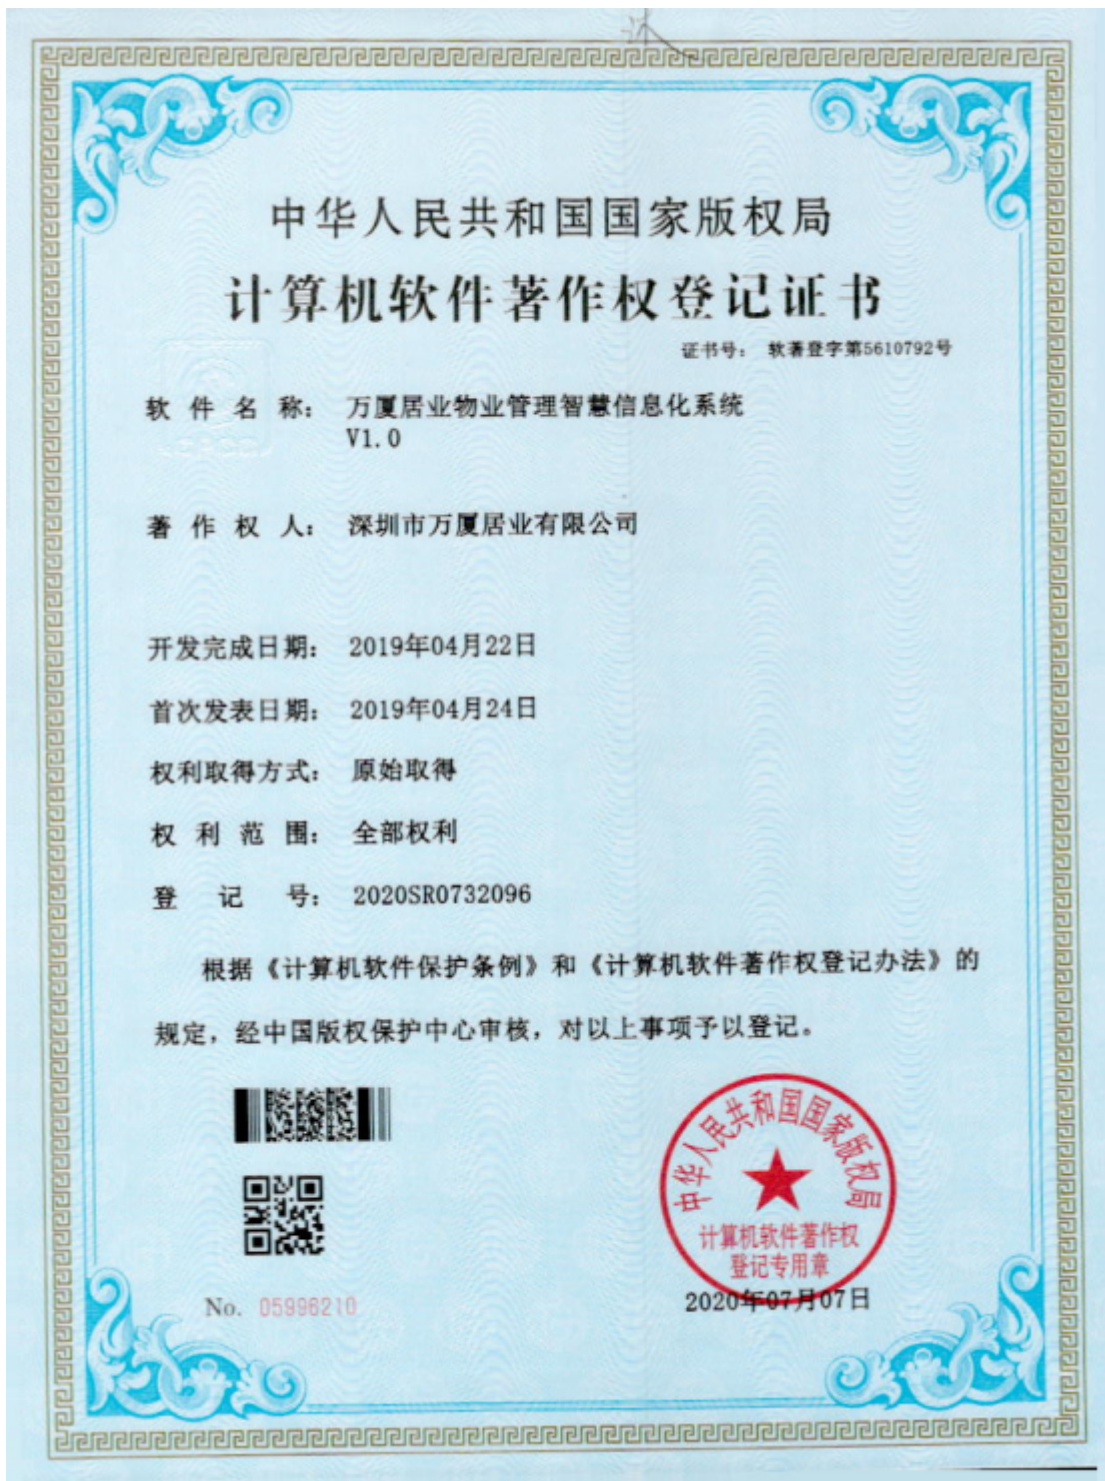 中华人民共和国国家版权局
计算机软件著作权登记证书
证书号： 软著登字第5610792号
软件名称： 万厦居业物业管理智慧信息化系统
V1.0
著作权人： 深圳市万厦居业有限公司
开发完成日期： 2019年04月22日
首次发表日期： 2019年04月24日
权利取得方式： 原始取得
权利范围： 全部权利
登记号： 2020SR0732096
根据《计算机软件保护条例》和《计算机软件著作权登记办法》的
规定，经中国版权保护中心审核，对以上事项予以登记。
中华人民共和国国家版权局
计算机软件著作权
登记专用章
No. 05996210
2020年07月07日